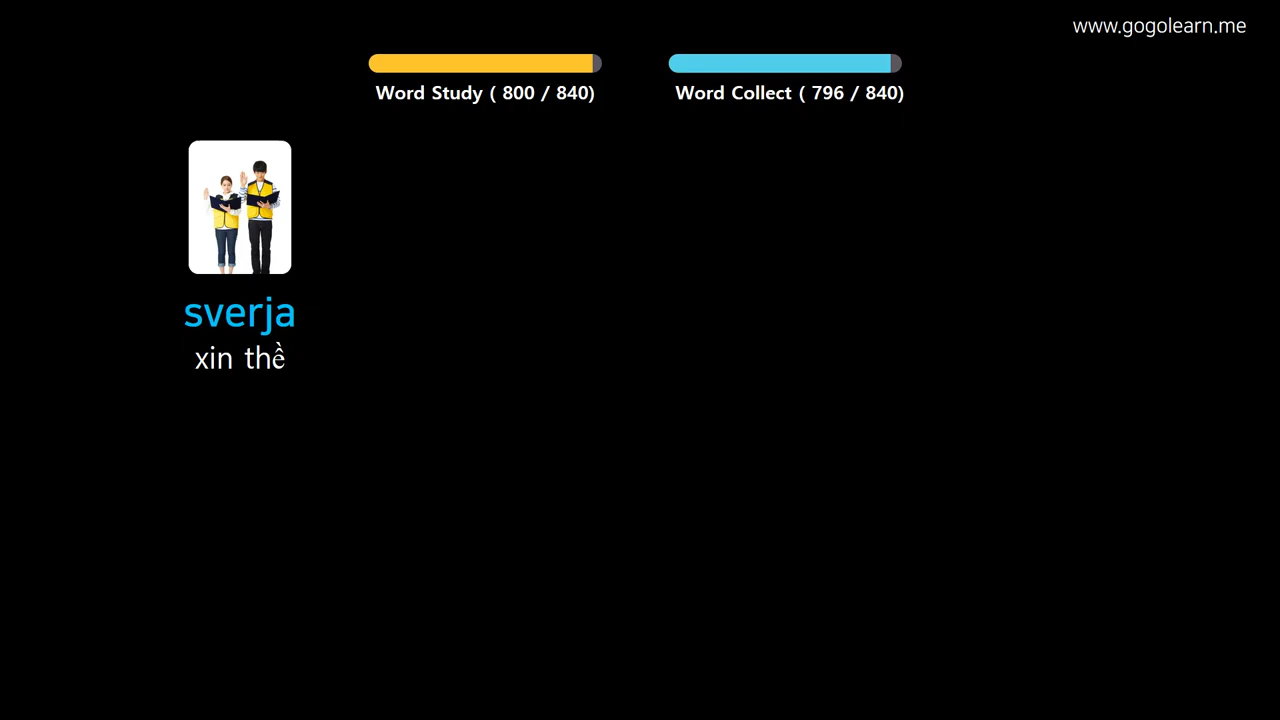 www.gogolearn.me
Word Study ( 800 / 840)
Word Collect ( 796 / 840)
sverja
xin thề